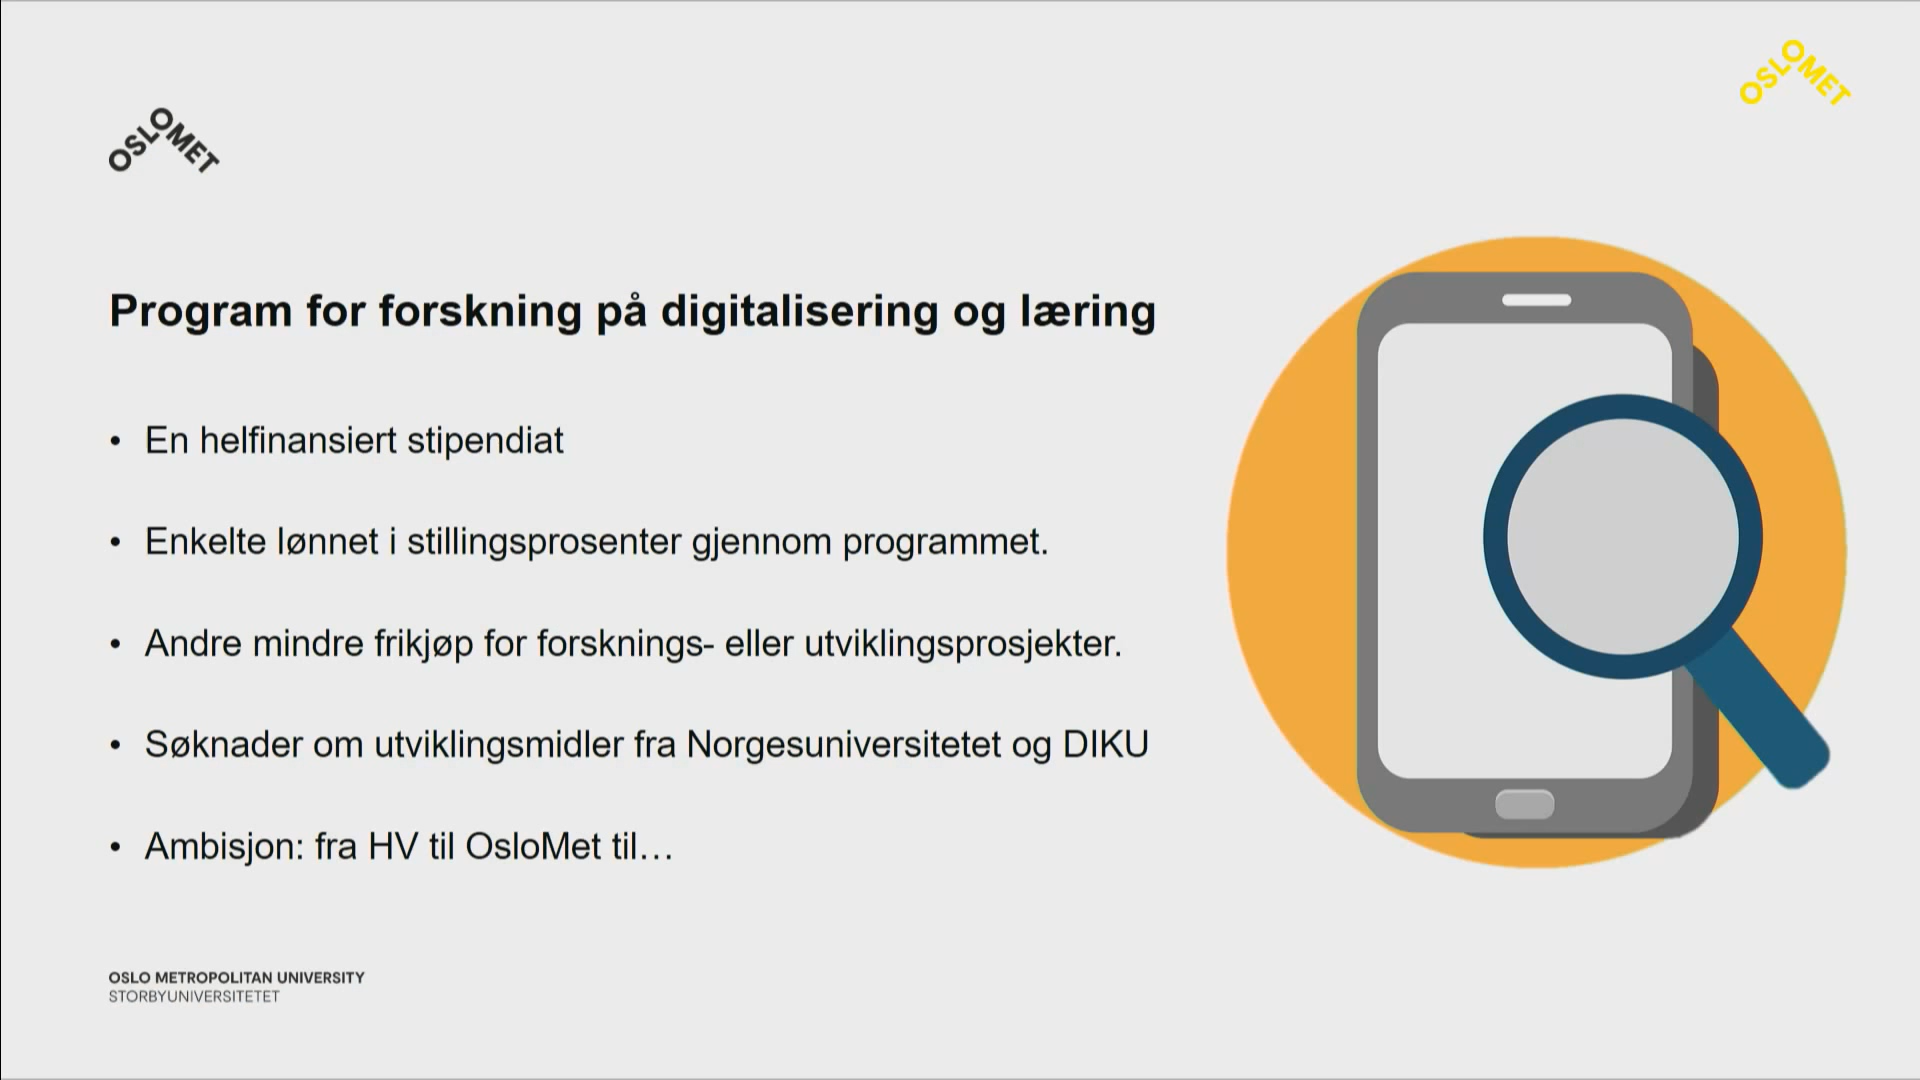 OSLOMET
OSLOMET
Program for forskning på digitalisering og læring
• En helfinansiert stipendiat
• Enkelte lønnet i stillingsprosenter gjennom programmet.
• Andre mindre frikjøp for forsknings- eller utviklingsprosjekter.
• Søknader om utviklingsmidler fra Norgesuniversitetet og DIKU
• Ambisjon: fra HV til OsloMet til…
OSLO METROPOLITAN UNIVERSITY
STORBYUNIVERSITETET